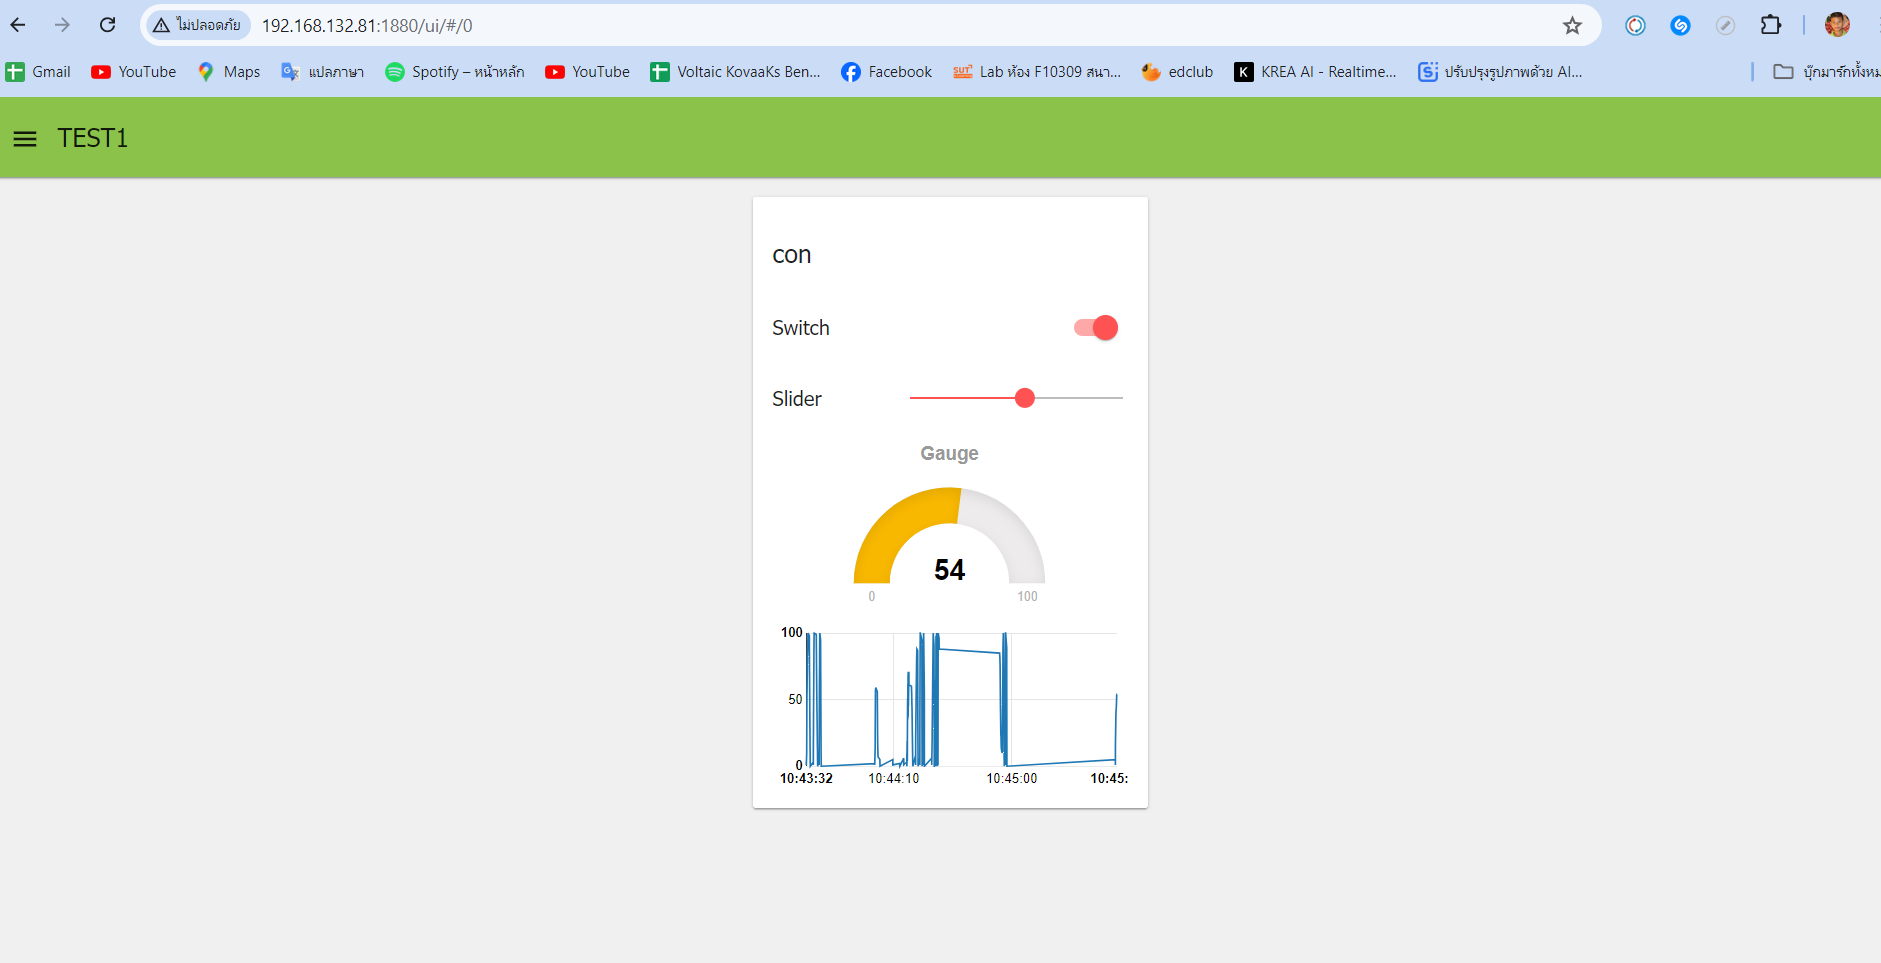 ไม่ปลอดภัย 192.168.132.81:1880/ui/#/0
Gmail YouTube Maps แปลภาษา Spotify – หน้าหลัก YouTube Voltaic KovaaKs Ben... Facebook SUT Lab ห้อง F10309 สนา... edclub K KREA AI - Realtime... ปรับปรุงรูปภาพด้วย AI... บุ๊กมาร์กทั้งหม
TEST1
con
Switch
Slider
Gauge
54
0 100
100
50
0
10:43:32 10:44:10 10:45:00 10:45: